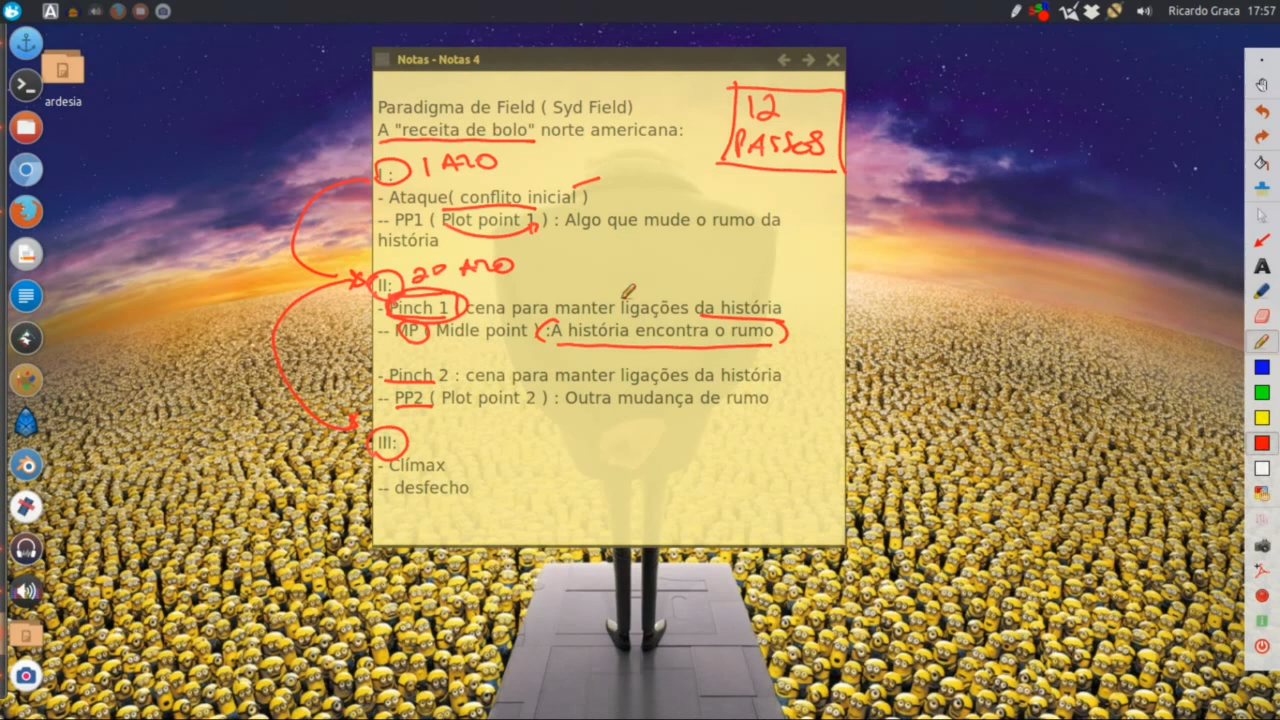 Ricardo Graca 17:57
ardesia
Notas - Notas 4
Paradigma de Field ( Syd Field)
A "receita de bolo" norte americana:
12
PASSOS
I :
1 ATO
- Ataque( conflito inicial )
-- PP1 ( Plot point 1 ) : Algo que mude o rumo da
história
II:
2º ATO
- Pinch 1 : cena para manter ligações da história
-- MP ( Midle point ) :A história encontra o rumo
- Pinch 2 : cena para manter ligações da história
-- PP2 ( Plot point 2 ) : Outra mudança de rumo
III:
- Clímax
-- desfecho